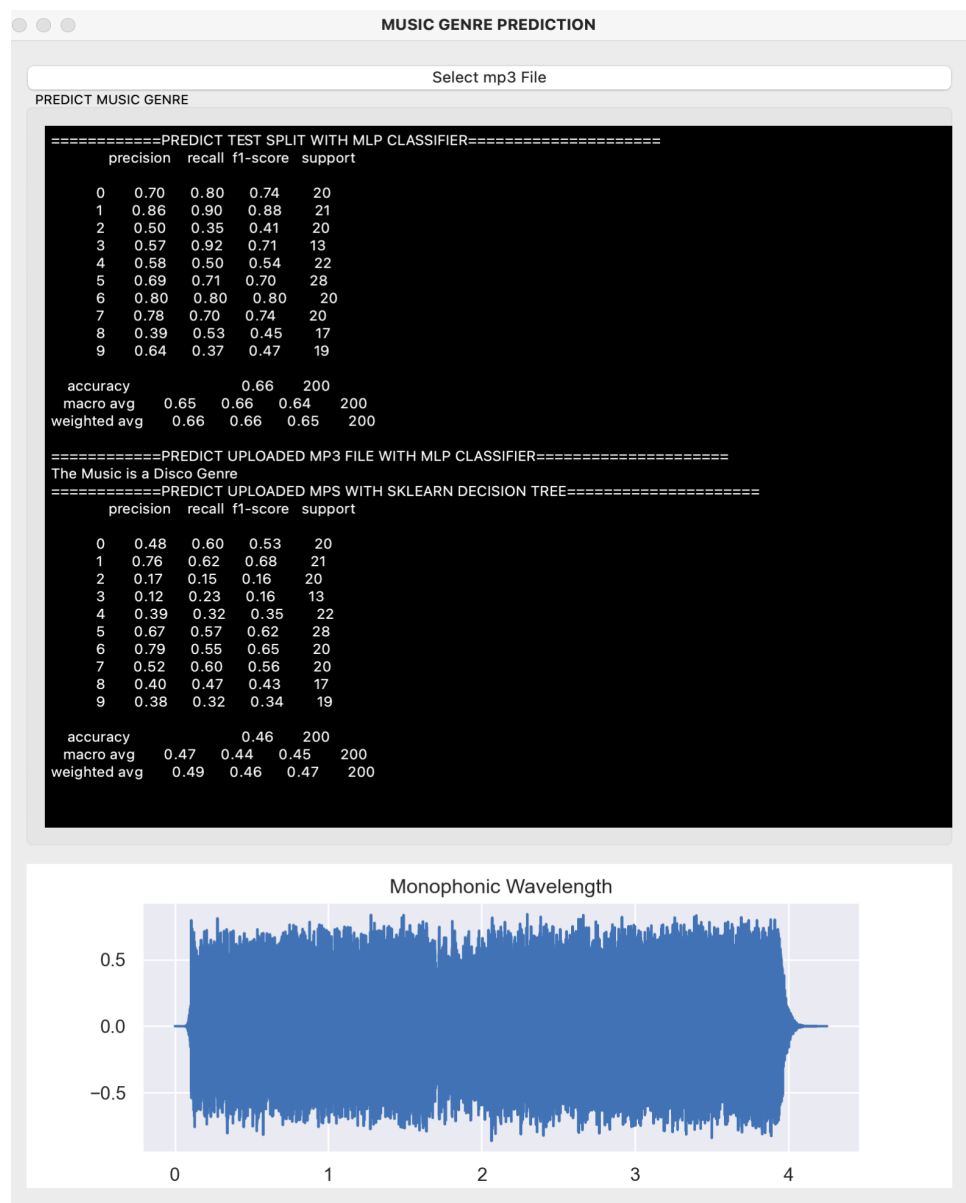 MUSIC GENRE PREDICTION
Select mp3 File
PREDICT MUSIC GENRE
============PREDICT TEST SPLIT WITH MLP CLASSIFIER=====================
precision recall f1-score support
0 0.70 0.80 0.74 20
1 0.86 0.90 0.88 21
2 0.50 0.35 0.41 20
3 0.57 0.92 0.71 13
4 0.58 0.50 0.54 22
5 0.69 0.71 0.70 28
6 0.80 0.80 0.80 20
7 0.78 0.70 0.74 20
8 0.39 0.53 0.45 17
9 0.64 0.37 0.47 19
accuracy 0.66 200
macro avg 0.65 0.66 0.64 200
weighted avg 0.66 0.66 0.65 200
============PREDICT UPLOADED MP3 FILE WITH MLP CLASSIFIER=====================
The Music is a Disco Genre
============PREDICT UPLOADED MPS WITH SKLEARN DECISION TREE=====================
precision recall f1-score support
0 0.48 0.60 0.53 20
1 0.76 0.62 0.68 21
2 0.17 0.15 0.16 20
3 0.12 0.23 0.16 13
4 0.39 0.32 0.35 22
5 0.67 0.57 0.62 28
6 0.79 0.55 0.65 20
7 0.52 0.60 0.56 20
8 0.40 0.47 0.43 17
9 0.38 0.32 0.34 19
accuracy 0.46 200
macro avg 0.47 0.44 0.45 200
weighted avg 0.49 0.46 0.47 200
Monophonic Wavelength
0.5
0.0
−0.5
0 1 2 3 4